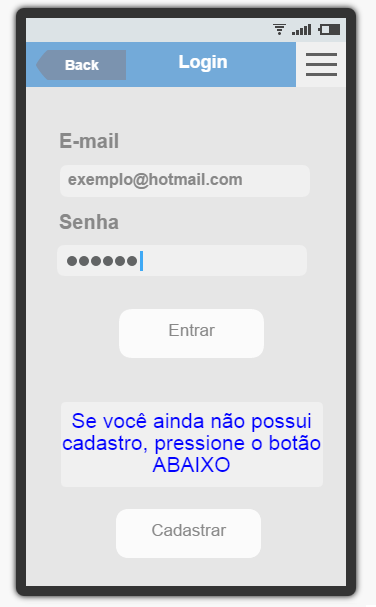 Back
Login
E-mail
exemplo@hotmail.com
Senha
●●●●●●
Entrar
Se você ainda não possui
cadastro, pressione o botão
ABAIXO
Cadastrar